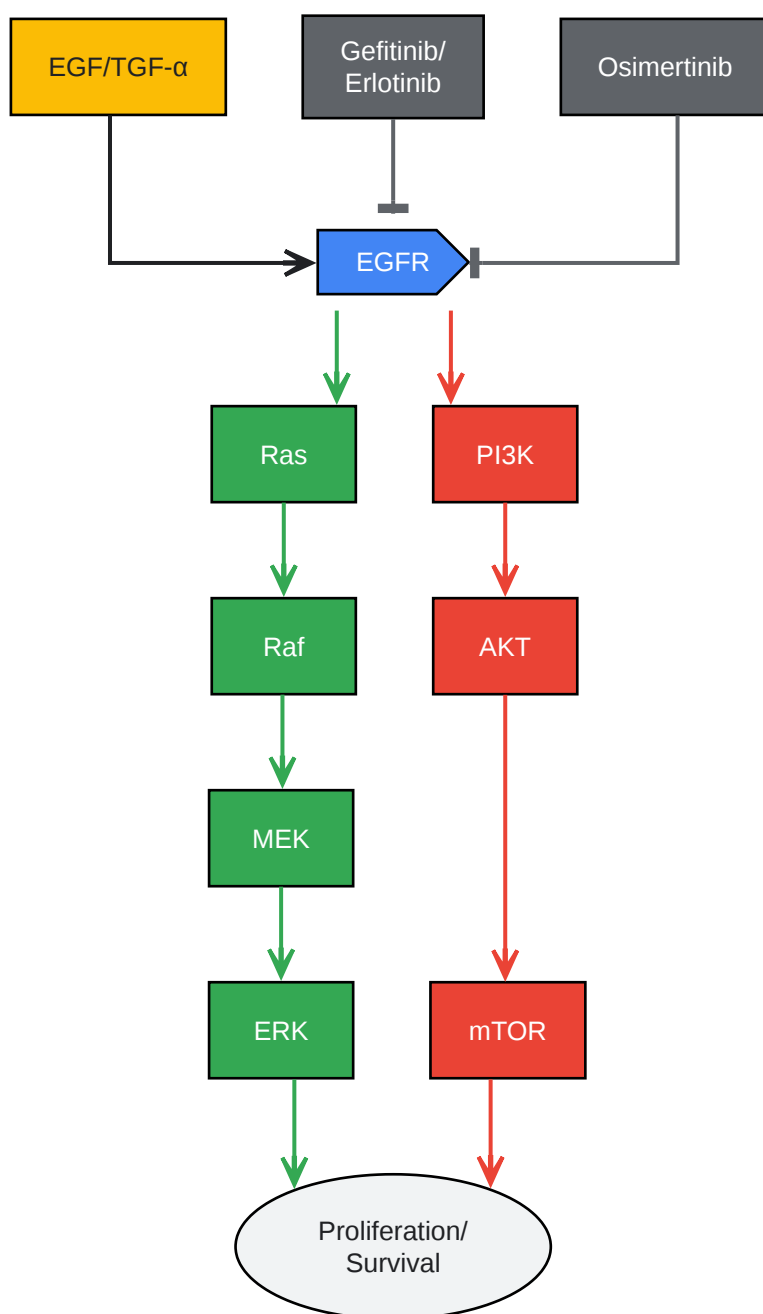 EGF/TGF-α
Gefitinib/
Erlotinib
Osimertinib
EGFR
Ras
PI3K
Raf
AKT
MEK
ERK
mTOR
Proliferation/
Survival